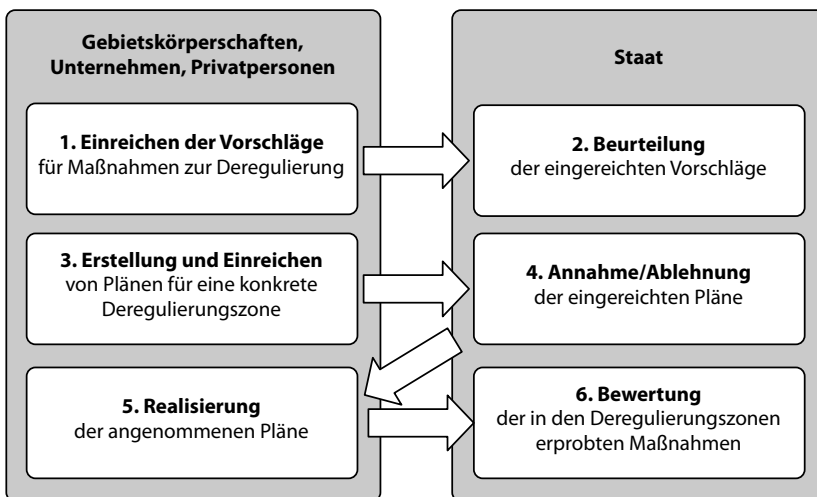 Gebietskörperschaften,
Unternehmen, Privatpersonen
Staat
1. Einreichen der Vorschläge
für Maßnahmen zur Deregulierung
2. Beurteilung
der eingereichten Vorschläge
3. Erstellung und Einreichen
von Plänen für eine konkrete
Deregulierungszone
4. Annahme/Ablehnung
der eingereichten Pläne
5. Realisierung
der angenommenen Pläne
6. Bewertung
der in den Deregulierungszonen
erprobten Maßnahmen